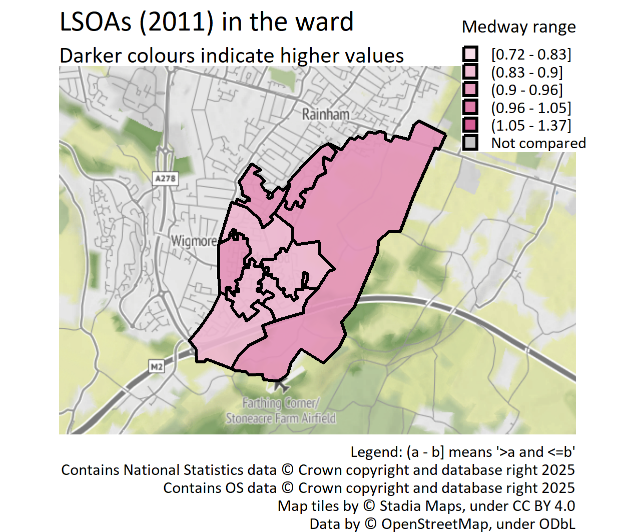 LSOAs (2011) in the ward
Darker colours indicate higher values
Medway range
[0.72 - 0.83]
(0.83 - 0.9]
(0.9 - 0.96]
(0.96 - 1.05]
(1.05 - 1.37]
Not compared
Rainham
A278
Wigmore
M2
Farthing Corner/
Stoneacre Farm Airfield
Legend: (a - b] means '>a and <=b'
Contains National Statistics data © Crown copyright and database right 2025
Contains OS data © Crown copyright and database right 2025
Map tiles by © Stadia Maps, under CC BY 4.0
Data by © OpenStreetMap, under ODbL